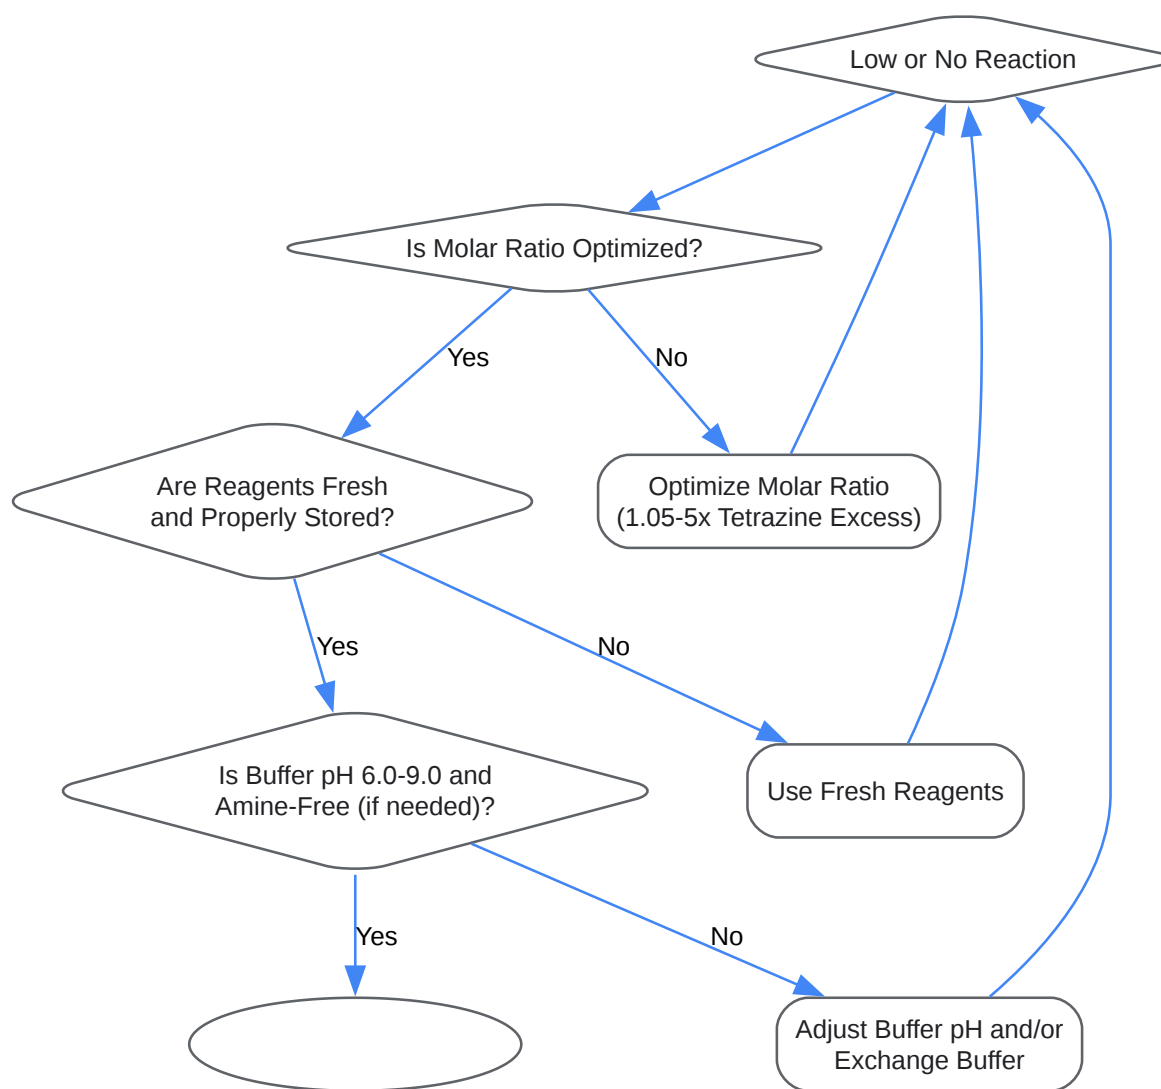 Low or No Reaction
Is Molar Ratio Optimized?
Yes
No
Are Reagents Fresh
and Properly Stored?
Optimize Molar Ratio
(1.05-5x Tetrazine Excess)
Yes
No
Is Buffer pH 6.0-9.0 and
Amine-Free (if needed)?
Use Fresh Reagents
Yes
No
Adjust Buffer pH and/or
Exchange Buffer